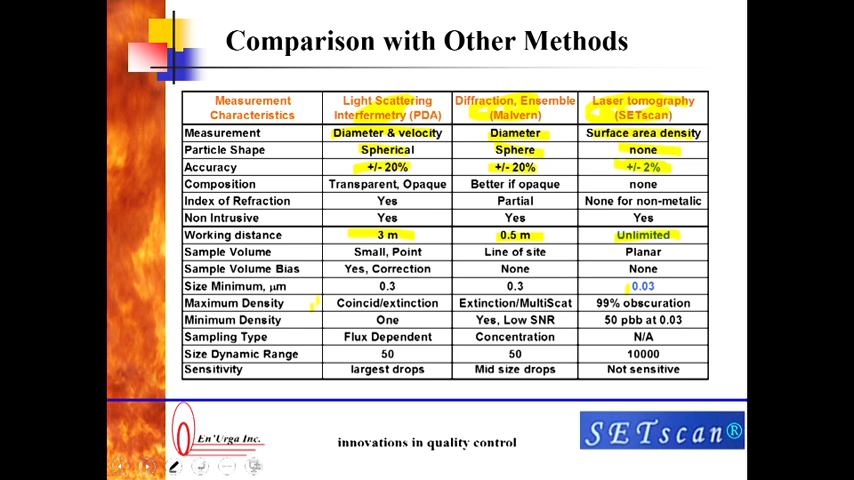 Comparison with Other Methods
Measurement Characteristics Light Scattering Interfermetry (PDA) Diffraction, Ensemble (Malvern) Laser tomography (SETscan)
Measurement Diameter & velocity Diameter Surface area density
Particle Shape Spherical Sphere none
Accuracy +/- 20% +/- 20% +/- 2%
Composition Transparent, Opaque Better if opaque none
Index of Refraction Yes Partial None for non-metalic
Non Intrusive Yes Yes Yes
Working distance 3 m 0.5 m Unlimited
Sample Volume Small, Point Line of site Planar
Sample Volume Bias Yes, Correction None None
Size Minimum, μm 0.3 0.3 0.03
Maximum Density Coincid/extinction Extinction/MultiScat 99% obscuration
Minimum Density One Yes, Low SNR 50 pbb at 0.03
Sampling Type Flux Dependent Concentration N/A
Size Dynamic Range 50 50 10000
Sensitivity largest drops Mid size drops Not sensitive
En'Urga Inc.
innovations in quality control
SETscan®